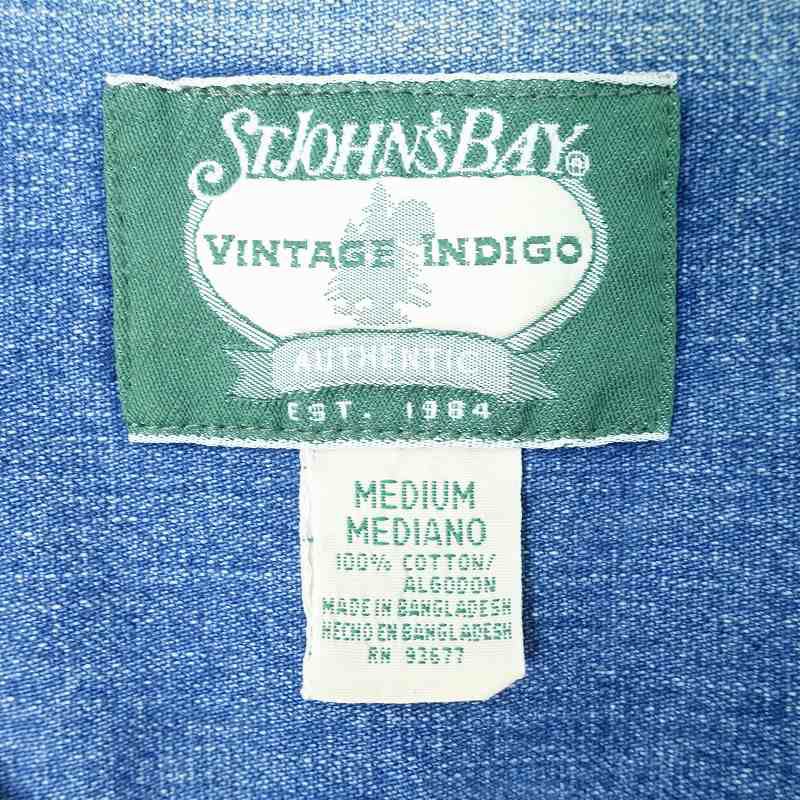 ST. JOHN'S BAY®
VINTAGE INDIGO
AUTHENTIC
EST. 1984
MEDIUM
MEDIANO
100% COTTON/
ALGODON
MADE IN BANGLADESH
HECHO EN BANGLADESH
RN 93677